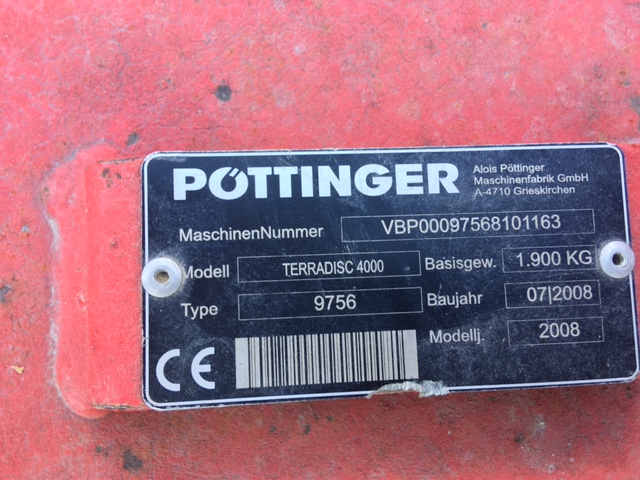 PÖTTINGER
Alois Pöttinger
Maschinenfabrik GmbH
A-4710 Grieskirchen
MaschinenNummer VBP00097568101163
Modell TERRADISC 4000 Basisgew. 1.900 KG
Type 9756 Baujahr 07|2008
Modellj. 2008
CE